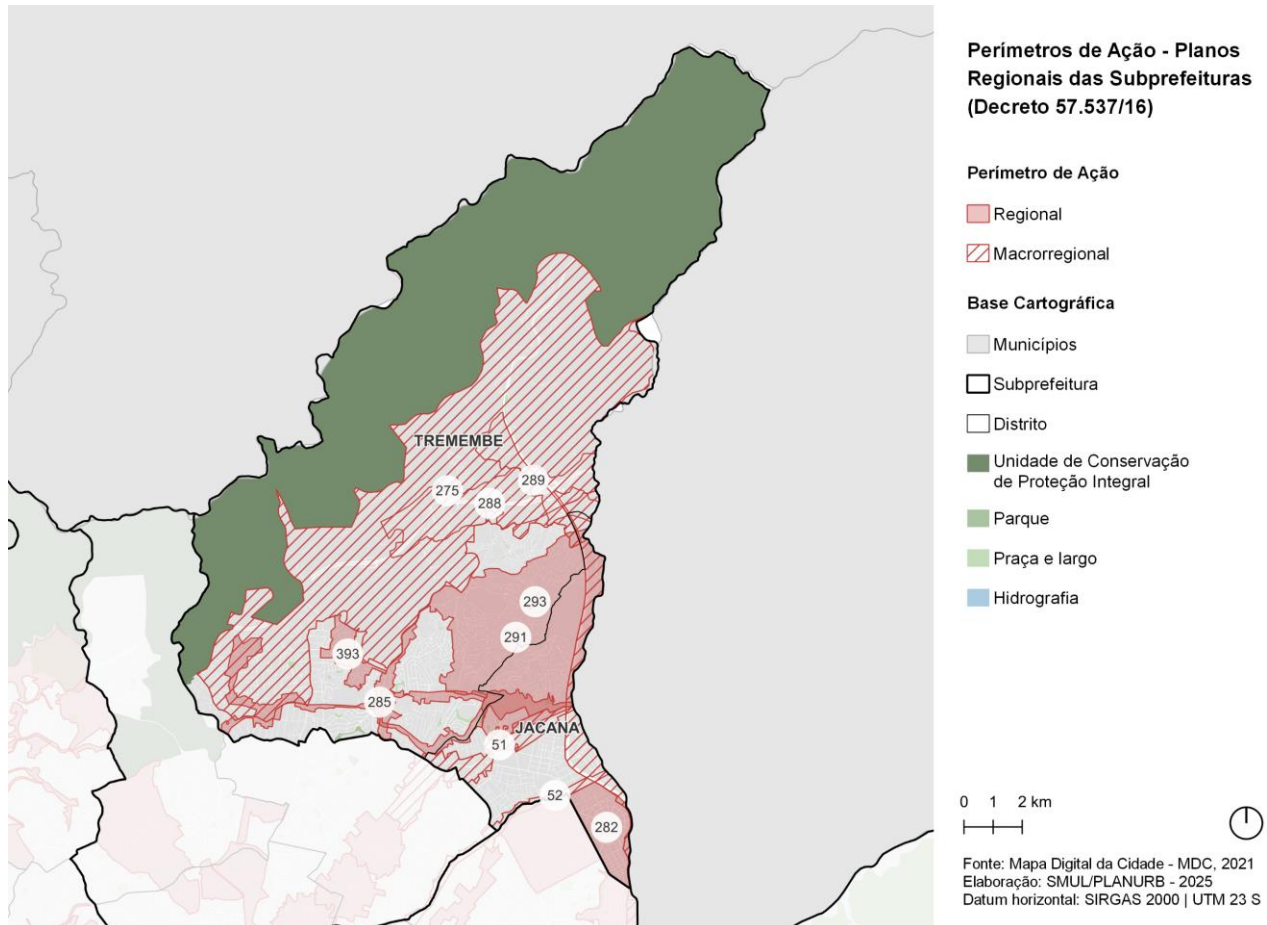 Perímetros de Ação - Planos
Regionais das Subprefeituras
(Decreto 57.537/16)
Perímetro de Ação
Regional
Macrorregional
Base Cartográfica
Municípios
Subprefeitura
Distrito
Unidade de Conservação
de Proteção Integral
Parque
Praça e largo
Hidrografia
TREMEMBE
275
288
289
293
291
393
285
JACANA
51
52
282
0 1 2 km
Fonte: Mapa Digital da Cidade - MDC, 2021
Elaboração: SMUL/PLANURB - 2025
Datum horizontal: SIRGAS 2000 | UTM 23 S